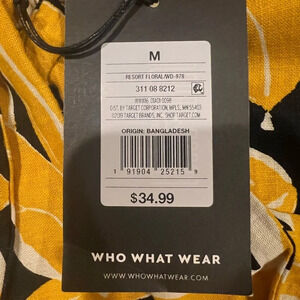 M
RESORT FLORAL/WD-978
311 08 8212
DIST. BY TARGET CORPORATION, MPLS, MN 55403
©2019 TARGET BRANDS, INC. SHOP TARGET.COM
ORIGIN: BANGLADESH
1 91904 25215 9
$34.99
WHO WHAT WEAR
WWW.WHOWHATWEAR.COM